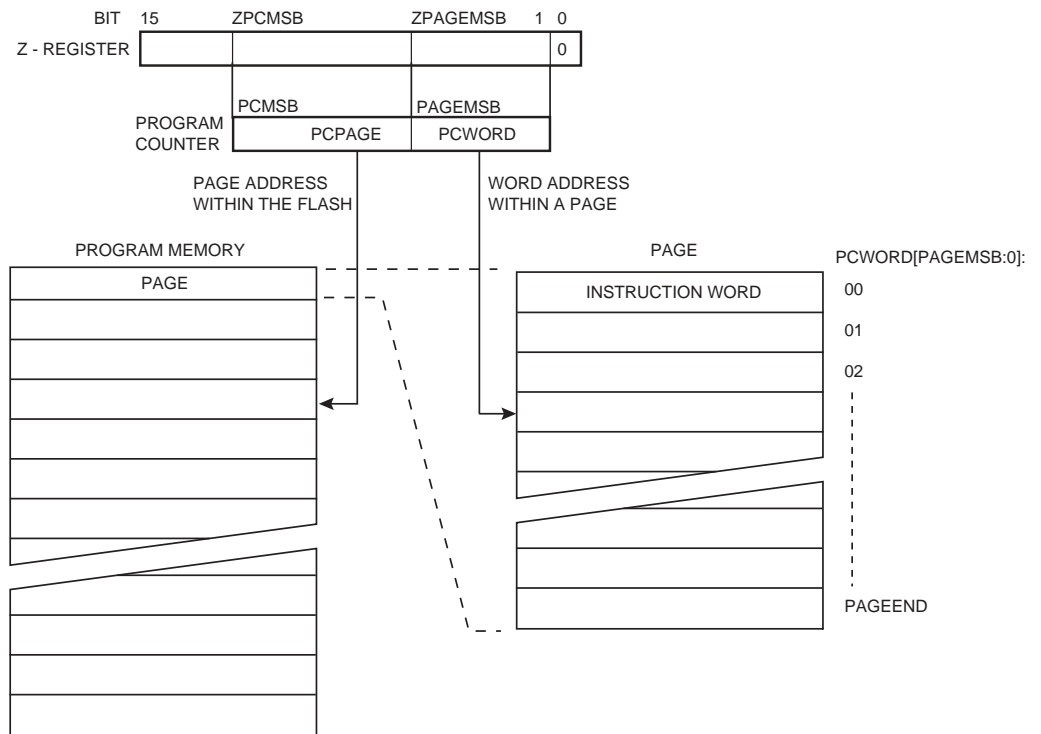 BIT 15 ZPCMSB ZPAGEMSB 1 0
Z - REGISTER 0
PCMSB PAGEMSB
PROGRAM
COUNTER
PCPAGE PCWORD
PAGE ADDRESS
WITHIN THE FLASH
WORD ADDRESS
WITHIN A PAGE
PROGRAM MEMORY
PAGE
PAGE
INSTRUCTION WORD
PCWORD[PAGEMSB:0]:
00
01
02
PAGEEND